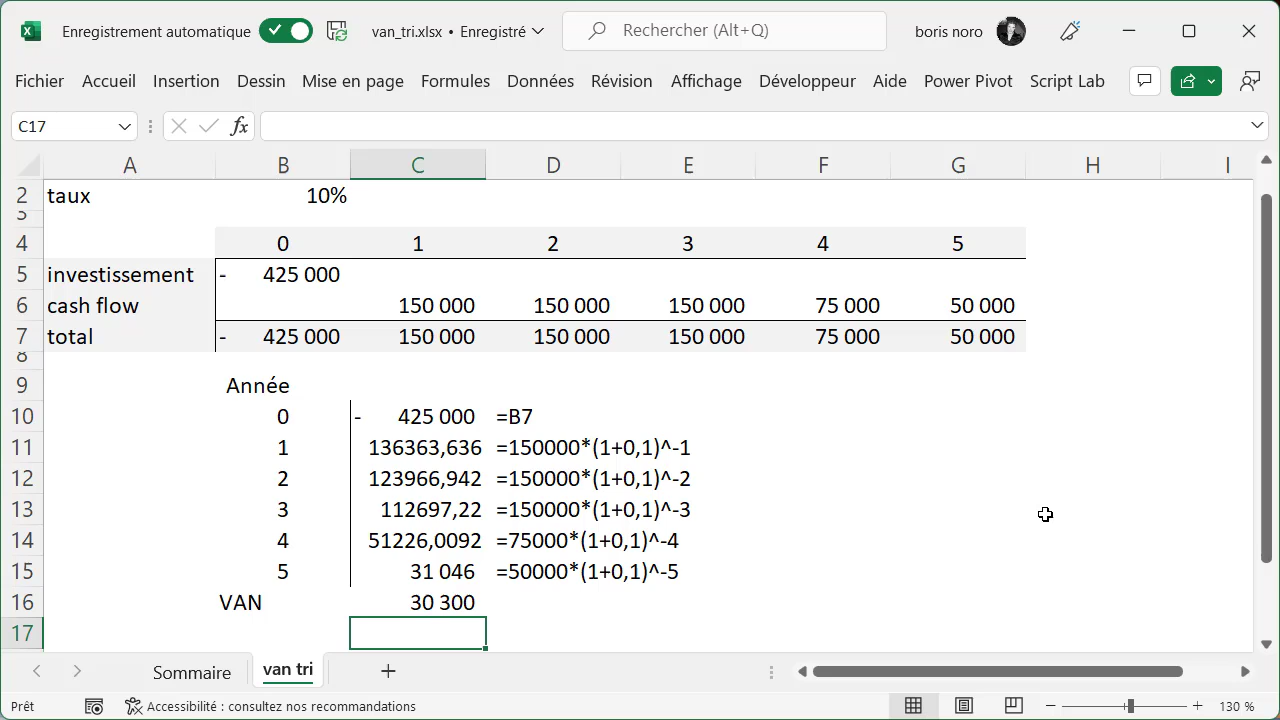 Enregistrement automatique van_tri.xlsx • Enregistré Rechercher (Alt+Q) boris noro
Fichier Accueil Insertion Dessin Mise en page Formules Données Révision Affichage Développeur Aide Power Pivot Script Lab
C17 fx
A B C D E F G H I
2 taux 10%
3
4 0 1 2 3 4 5
5 investissement - 425 000
6 cash flow 150 000 150 000 150 000 75 000 50 000
7 total - 425 000 150 000 150 000 150 000 75 000 50 000
8
9 Année
10 0 - 425 000 =B7
11 1 136363,636 =150000*(1+0,1)^-1
12 2 123966,942 =150000*(1+0,1)^-2
13 3 112697,22 =150000*(1+0,1)^-3
14 4 51226,0092 =75000*(1+0,1)^-4
15 5 31 046 =50000*(1+0,1)^-5
16 VAN 30 300
17
Sommaire van tri
Prêt Accessibilité : consultez nos recommandations 130 %